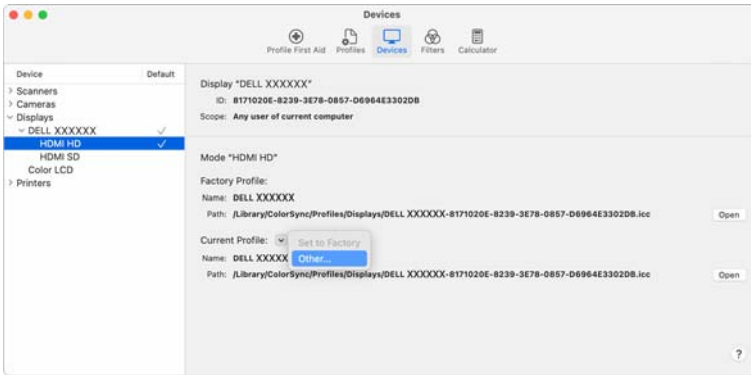 Devices
Profile First Aid Profiles Devices Filters Calculator
Device Default
Scanners
Cameras
Displays
DELL XXXXXX
HDMI HD
HDMI SD
Color LCD
Printers
Display "DELL XXXXXX"
ID: 8171020E-8239-3E78-0857-D6964E3302DB
Scope: Any user of current computer
Mode "HDMI HD"
Factory Profile:
Name: DELL XXXXXX
Path: /Library/ColorSync/Profiles/Displays/DELL XXXXXX-8171020E-8239-3E78-0857-D6964E3302DB.icc Open
Current Profile: Set to Factory
Name: DELL XXXXX Other...
Path: /Library/ColorSync/Profiles/Displays/DELL XXXXXX-8171020E-8239-3E78-0857-D6964E3302DB.icc Open
?